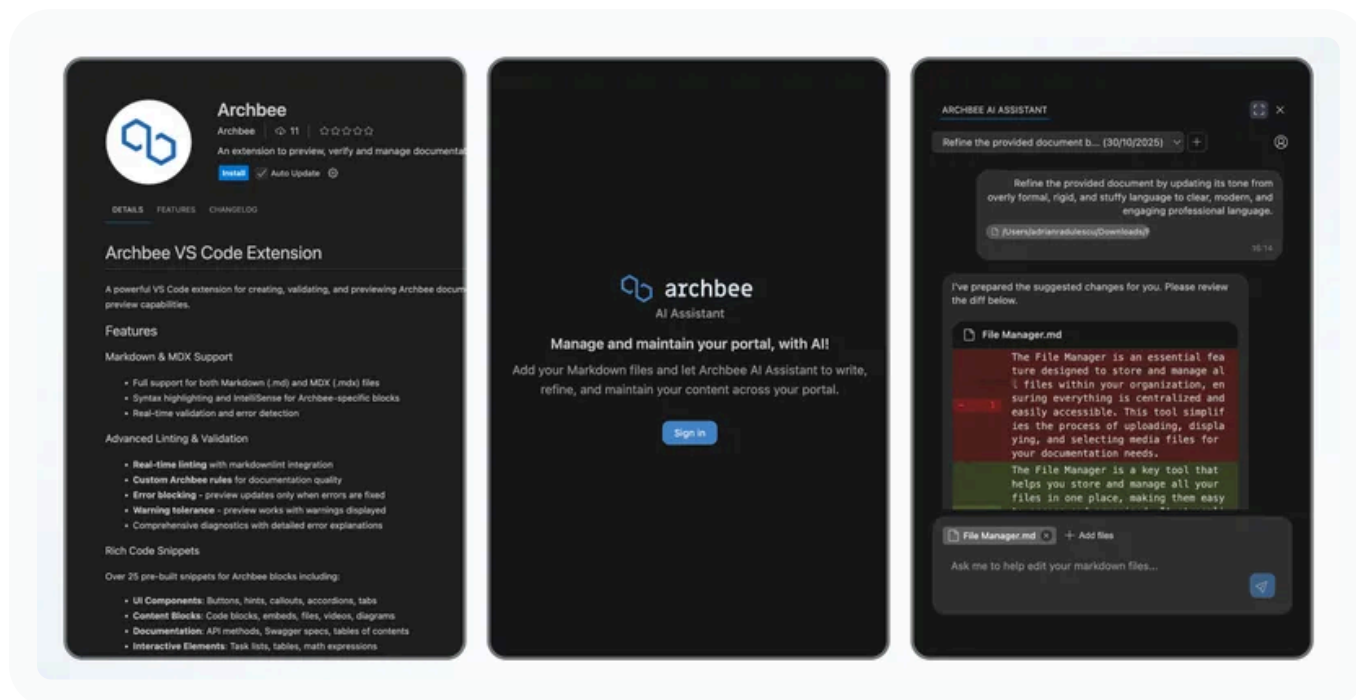 Archbee
Archbee 11
An extension to preview, verify and manage documentat
Install Auto Update
DETAILS FEATURES CHANGELOG
Archbee VS Code Extension
A powerful VS Code extension for creating, validating, and previewing Archbee docum
preview capabilities.
Features
Markdown & MDX Support
• Full support for both Markdown (.md) and MDX (.mdx) files
• Syntax highlighting and IntelliSense for Archbee-specific blocks
• Real-time validation and error detection
Advanced Linting & Validation
• Real-time linting with markdownlint integration
• Custom Archbee rules for documentation quality
• Error blocking - preview updates only when errors are fixed
• Warning tolerance - preview works with warnings displayed
• Comprehensive diagnostics with detailed error explanations
Rich Code Snippets
Over 25 pre-built snippets for Archbee blocks including:
• UI Components: Buttons, hints, callouts, accordions, tabs
• Content Blocks: Code blocks, embeds, files, videos, diagrams
• Documentation: API methods, Swagger specs, tables of contents
• Interactive Elements: Task lists, tables, math expressions
archbee
AI Assistant
Manage and maintain your portal, with AI!
Add your Markdown files and let Archbee AI Assistant to write,
refine, and maintain your content across your portal.
Sign in
ARCHBEE AI ASSISTANT
Refine the provided document b... (30/10/2025)
Refine the provided document by updating its tone from
overly formal, rigid, and stuffy language to clear, modern, and
engaging professional language.
/Users/adrianradulescu/Downloads/
16:14
I've prepared the suggested changes for you. Please review
the diff below.
File Manager.md
The File Manager is an essential fea
ture designed to store and manage al
l files within your organization, en
- 1 suring everything is centralized and
easily accessible. This tool simplif
ies the process of uploading, displa
ying, and selecting media files for
your documentation needs.
The File Manager is a key tool that
helps you store and manage all your
files in one place, making them easy
File Manager.md + Add files
Ask me to help edit your markdown files...